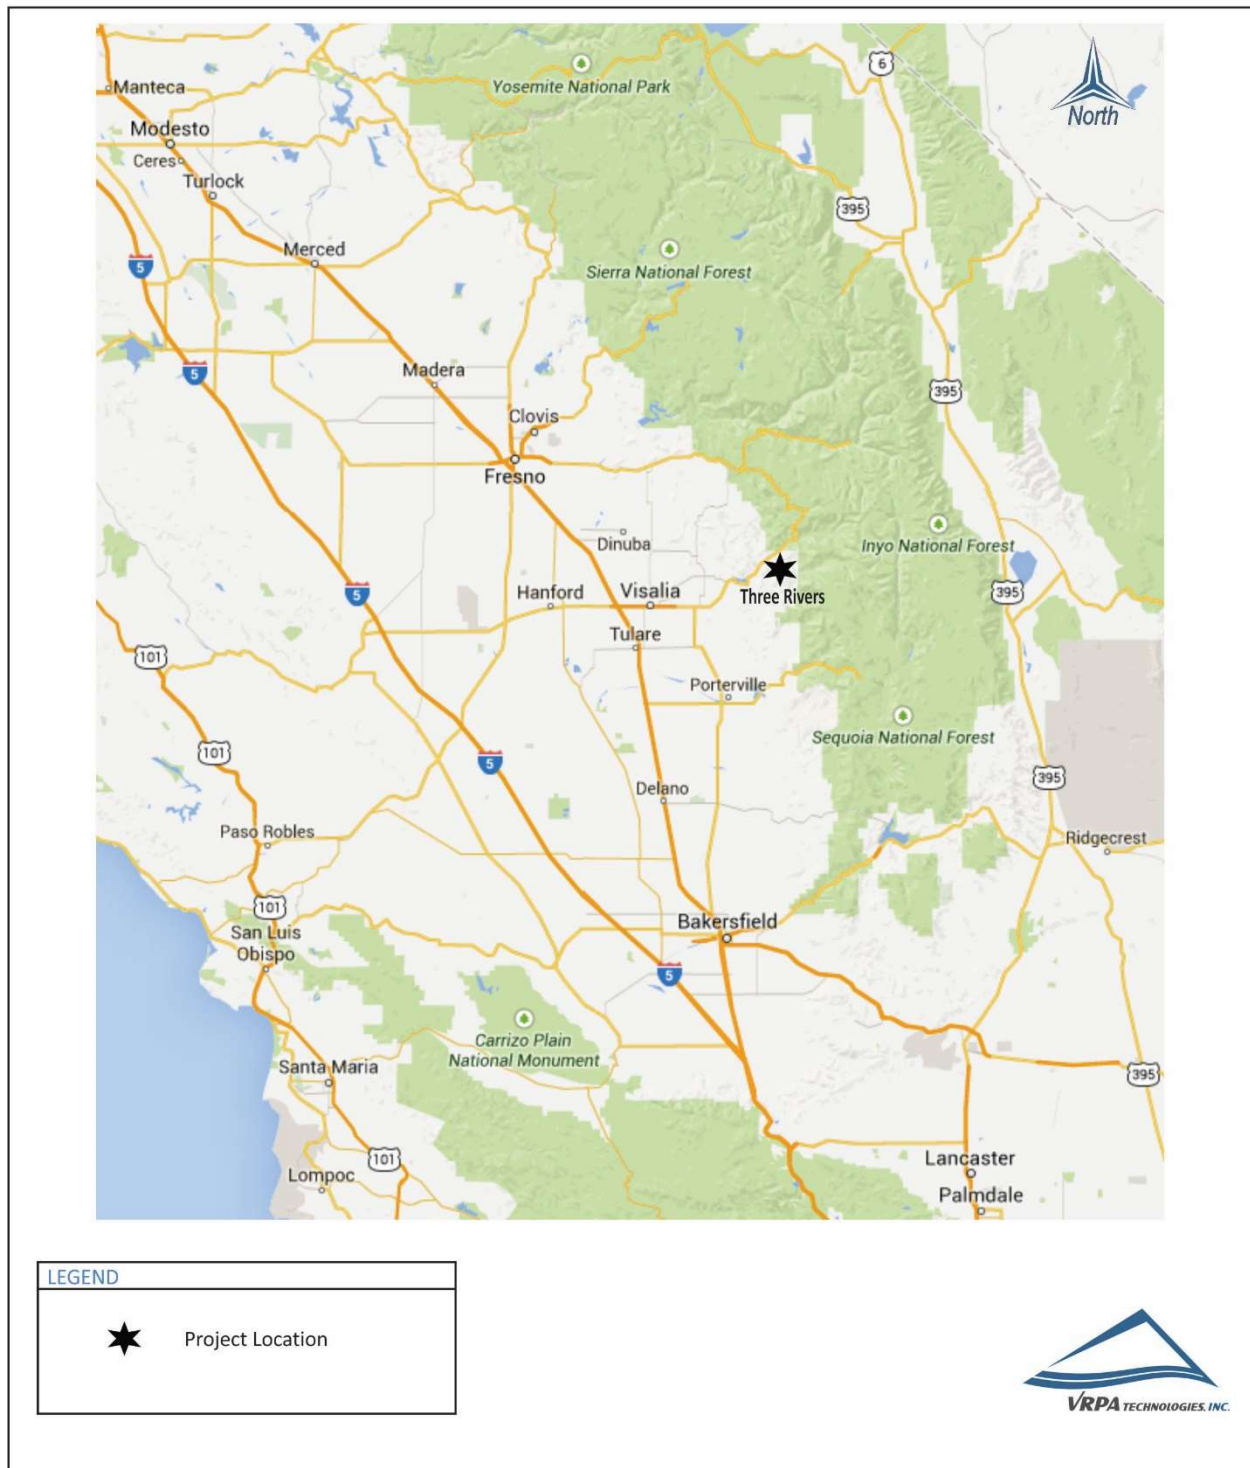 6
Yosemite National Park
North
Manteca
Modesto
Ceres
Turlock
395
Merced
5
Sierra National Forest
5
Madera
395
Clovis
Fresno
Dinuba
Inyo National Forest
5
Hanford
Visalia
Three Rivers
395
Tulare
101
Porterville
Sequoia National Forest
101
5
395
Delano
Paso Robles
Ridgecrest
101
San Luis
Obispo
Bakersfield
5
Carrizo Plain
National Monument
Santa Maria
395
101
Lompoc
Lancaster
Palmdale
LEGEND
Project Location
VRPA TECHNOLOGIES, INC.